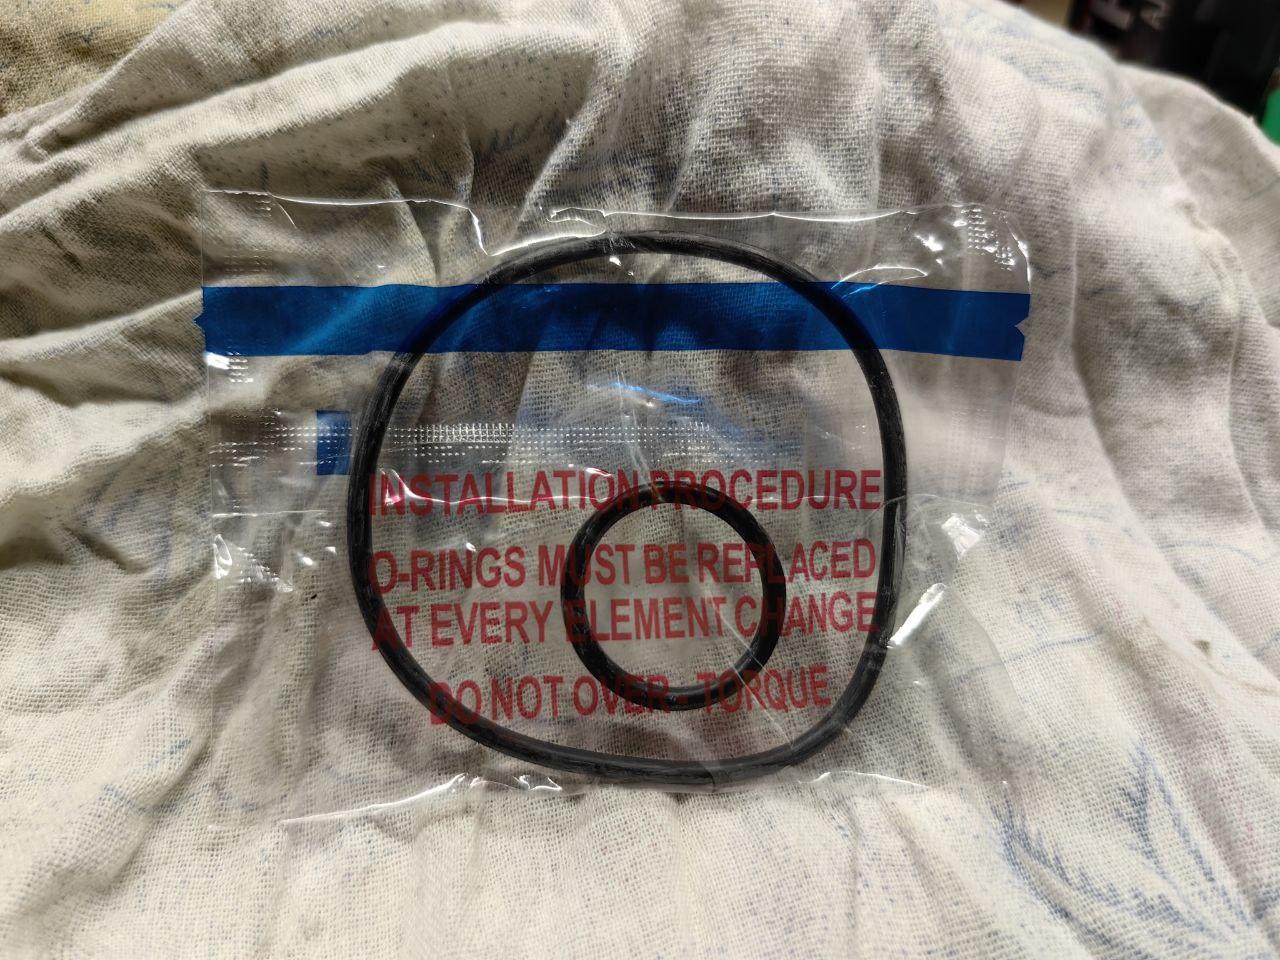 INSTALLATION PROCEDURE
O-RINGS MUST BE REPLACED
AT EVERY ELEMENT CHANGE
DO NOT OVER - TORQUE